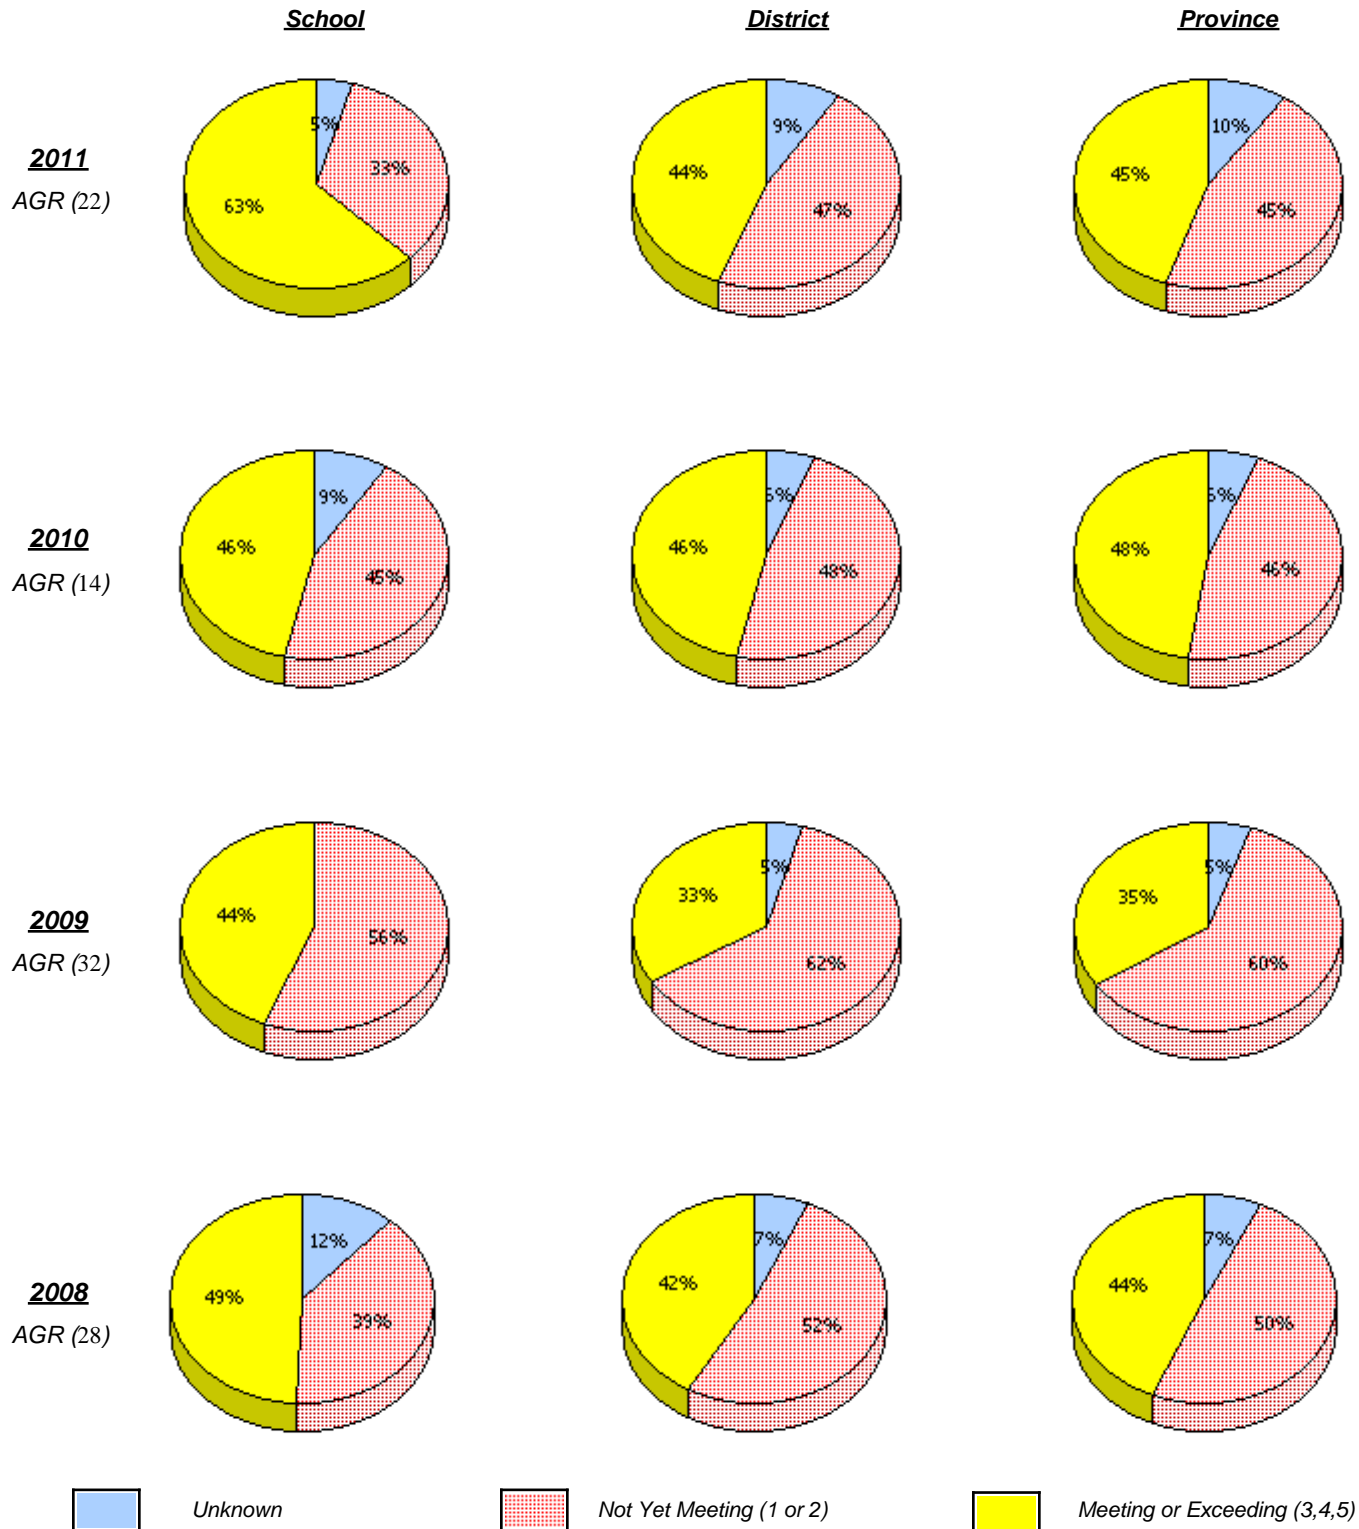 School District Province
2011
AGR (22)
5% 33% 63%
9% 47% 44%
10% 45% 45%
2010
AGR (14)
9% 45% 46%
48% 46%
46% 48%
2009
AGR (32)
56% 44%
5% 62% 33%
5% 60% 35%
2008
AGR (28)
12% 39% 49%
7% 52% 42%
7% 50% 44%
Unknown
Not Yet Meeting (1 or 2)
Meeting or Exceeding (3,4,5)